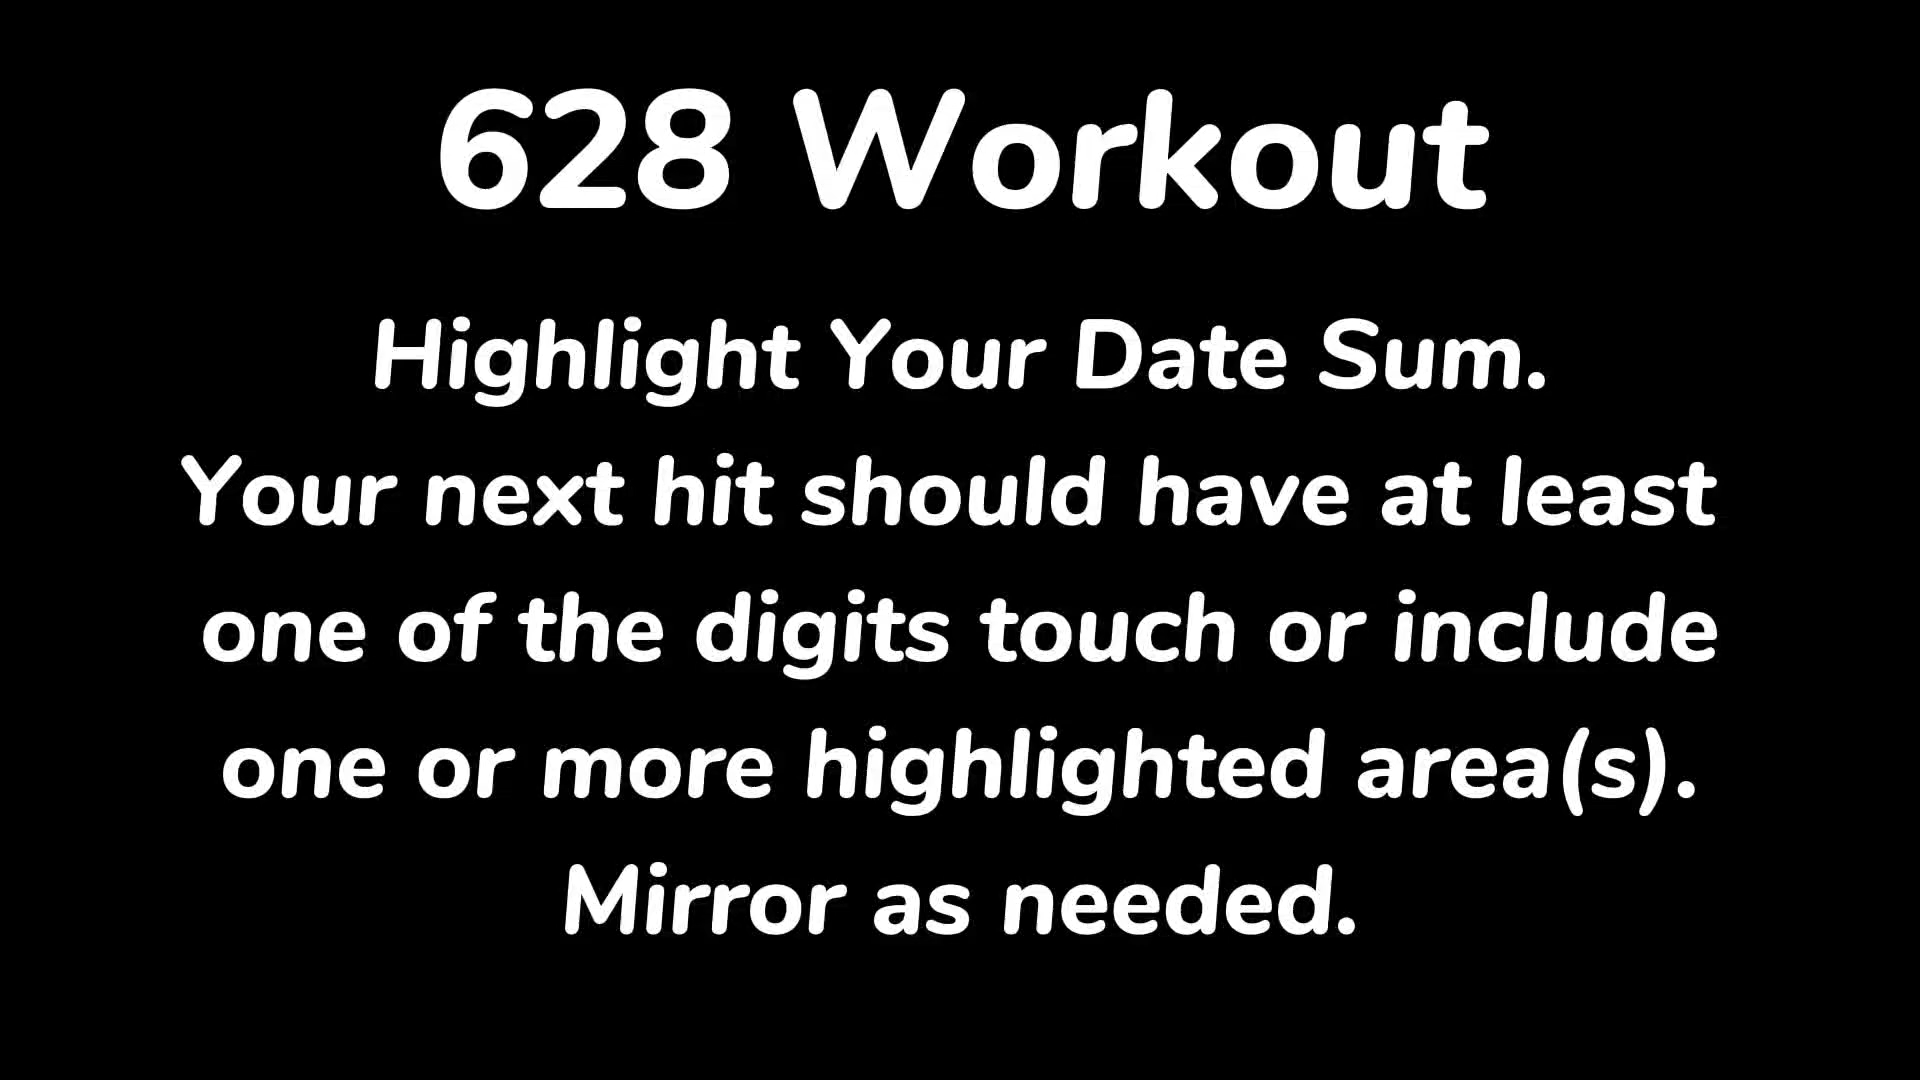 628 Workout
Highlight Your Date Sum.
Your next hit should have at least
one of the digits touch or include
one or more highlighted area(s).
Mirror as needed.